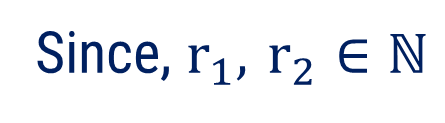 Since, r₁, r₂ ∈ ℕ